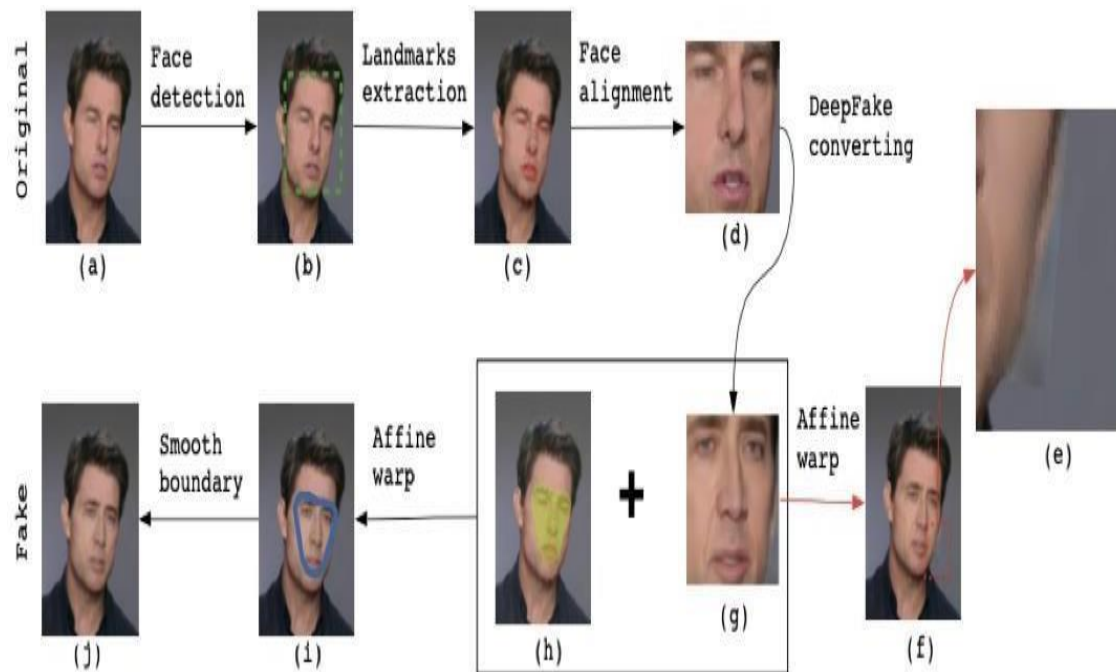 Original
Face
detection
Landmarks
extraction
Face
alignment
DeepFake
converting
(a)
(b)
(c)
(d)
(e)
Fake
Smooth
boundary
Affine
warp
+
Affine
warp
(j)
(i)
(h)
(g)
(f)